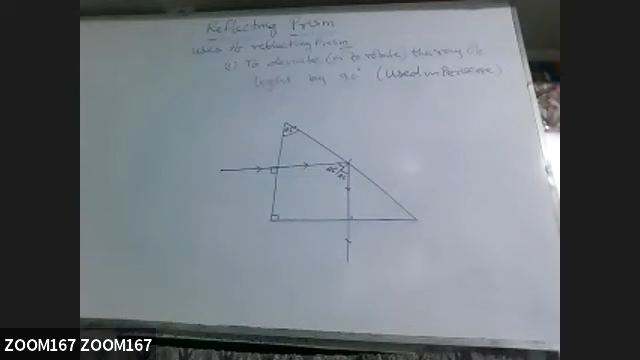 Reflecting Prism
uses of reflecting Prism
To deviate (or to rotate) the ray of
light by 90° (used in Periscope)
45°
45°
45°
ZOOM167 ZOOM167